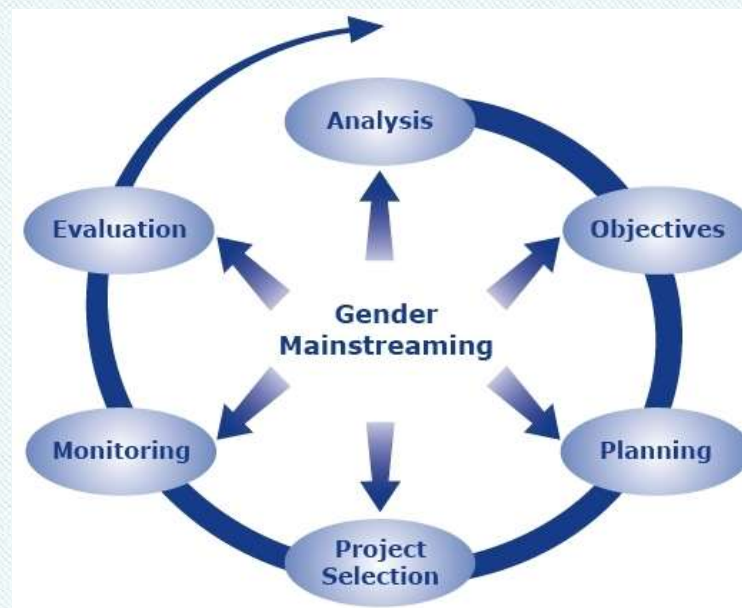 Analysis
Objectives
Planning
Project
Selection
Monitoring
Evaluation
Gender
Mainstreaming